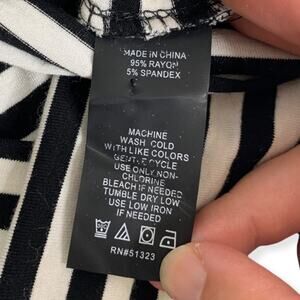 MADE IN CHINA
95% RAYON
5% SPANDEX
MACHINE
WASH COLD
WITH LIKE COLORS
GENTLE CYCLE
USE ONLY NON-
CHLORINE
BLEACH IF NEEDED
TUMBLE DRY LOW
USE LOW IRON
IF NEEDED
RN#51323